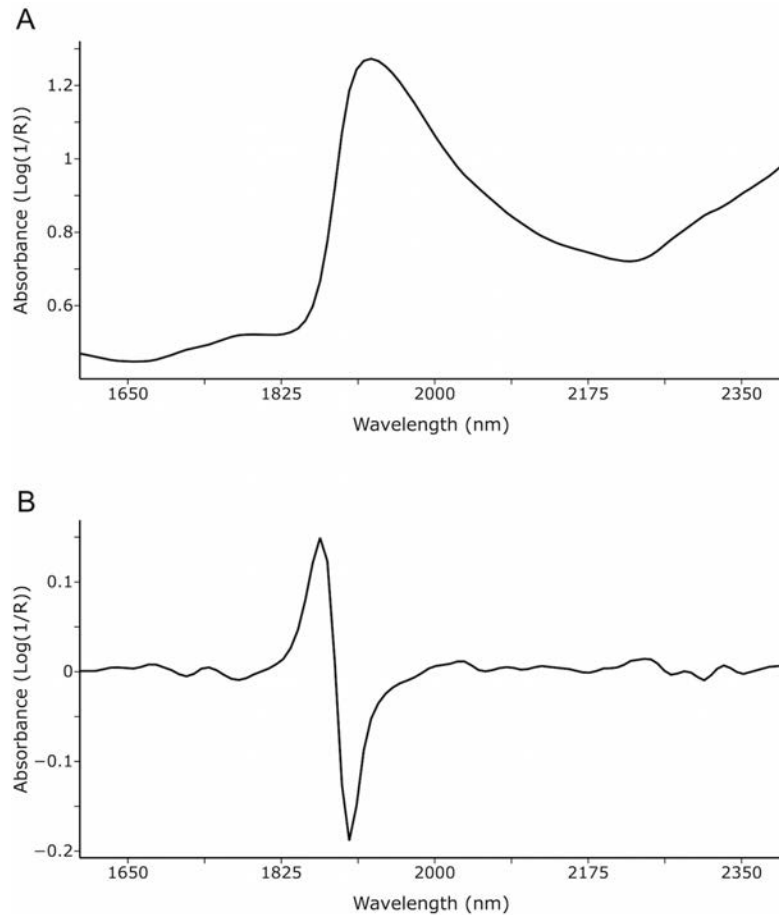 A
Absorbance (Log(1/R))
1.2
1
0.8
0.6
1650 1825 2000 2175 2350
Wavelength (nm)
B
Absorbance (Log(1/R))
0.1
0
−0.1
−0.2
1650 1825 2000 2175 2350
Wavelength (nm)